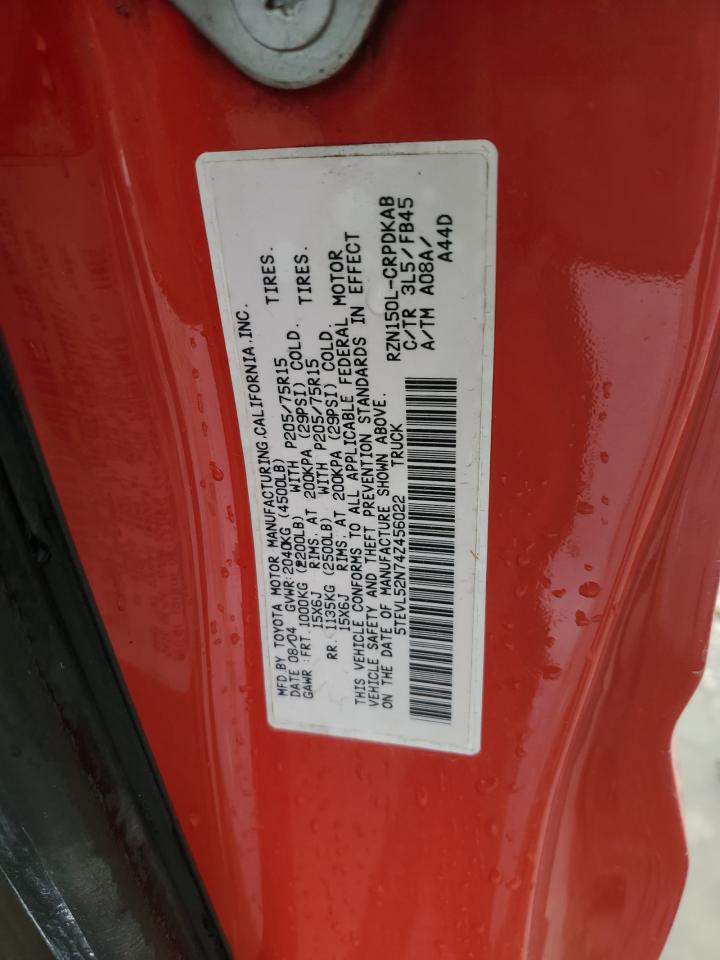 MFD BY TOYOTA MOTOR MANUFACTURING.CALIFORNIA.INC.
DATE 08/04 GVWR:2040KG (4500LB)
GAWR :FRT.1000KG (2200LB) WITH P205/75R15 TIRES.
15X6J RIMS. AT 200KPA (29PSI) COLD.
RR. 1135KG (2500LB) WITH P205/75R15 TIRES.
15X6J RIMS. AT 200KPA (29PSI) COLD.
THIS VEHICLE CONFORMS TO ALL APPLICABLE FEDERAL MOTOR
VEHICLE SAFETY AND THEFT PREVENTION STANDARDS IN EFFECT
ON THE DATE OF MANUFACTURE SHOWN ABOVE.
5TEVL52N74Z456022 TRUCK
RZN150L-CRPDKAB
C/TR 3L5/FB45
A/TM A08A/
A44D